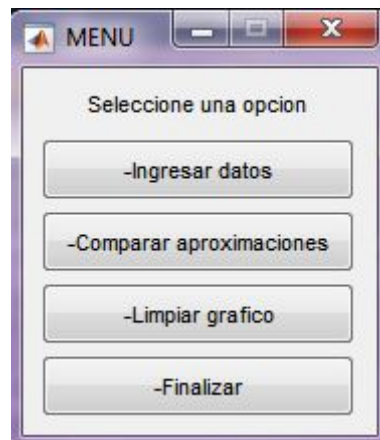 MENU
Seleccione una opcion
-Ingresar datos
-Comparar aproximaciones
-Limpiar grafico
-Finalizar